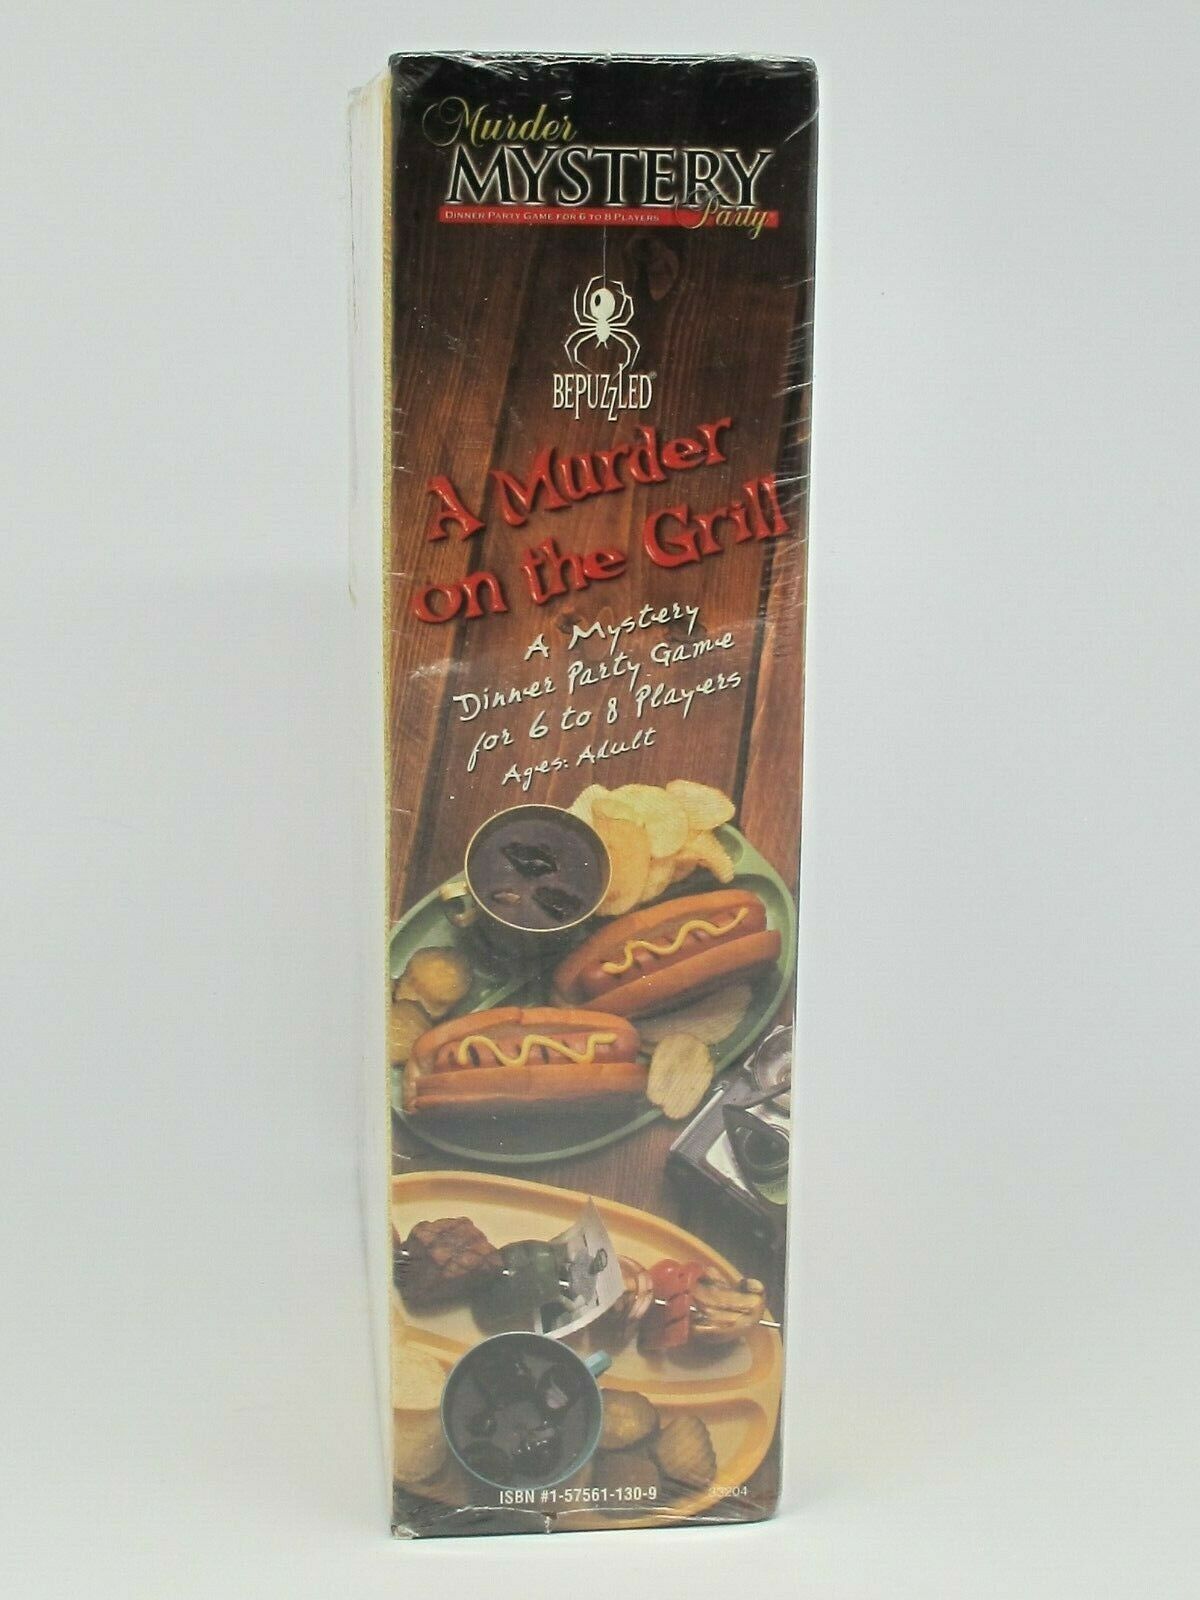 Murder
MYSTERY
DINNER PARTY GAME FOR 6 TO 8 PLAYERS
Party™
BEPUZZLED®
A Murder
on the Grill
A Mystery
Dinner Party Game
for 6 to 8 Players
Ages: Adult
ISBN #1-57561-130-9
33204